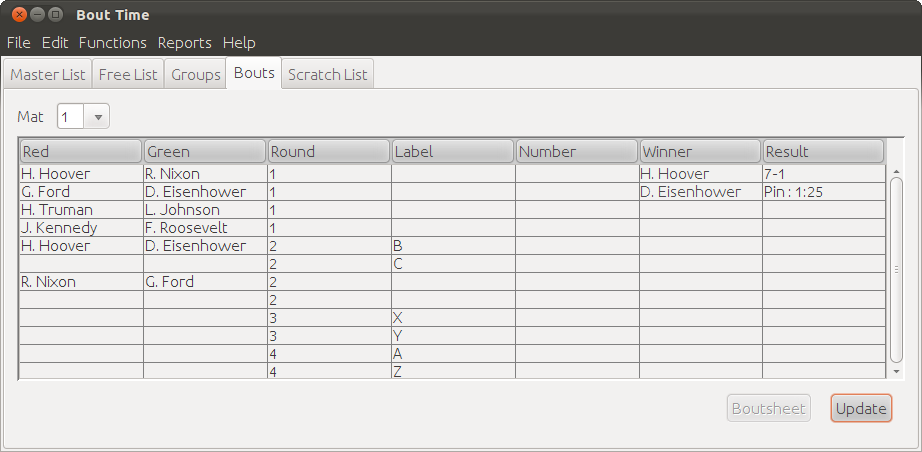 Bout Time
File Edit Functions Reports Help
Master List Free List Groups Bouts Scratch List
Mat 1
Red Green Round Label Number Winner Result
H. Hoover R. Nixon 1 H. Hoover 7-1
G. Ford D. Eisenhower 1 D. Eisenhower Pin : 1:25
H. Truman L. Johnson 1
J. Kennedy F. Roosevelt 1
H. Hoover D. Eisenhower 2 B
2 C
R. Nixon G. Ford 2
2
3 X
3 Y
4 A
4 Z
Boutsheet Update